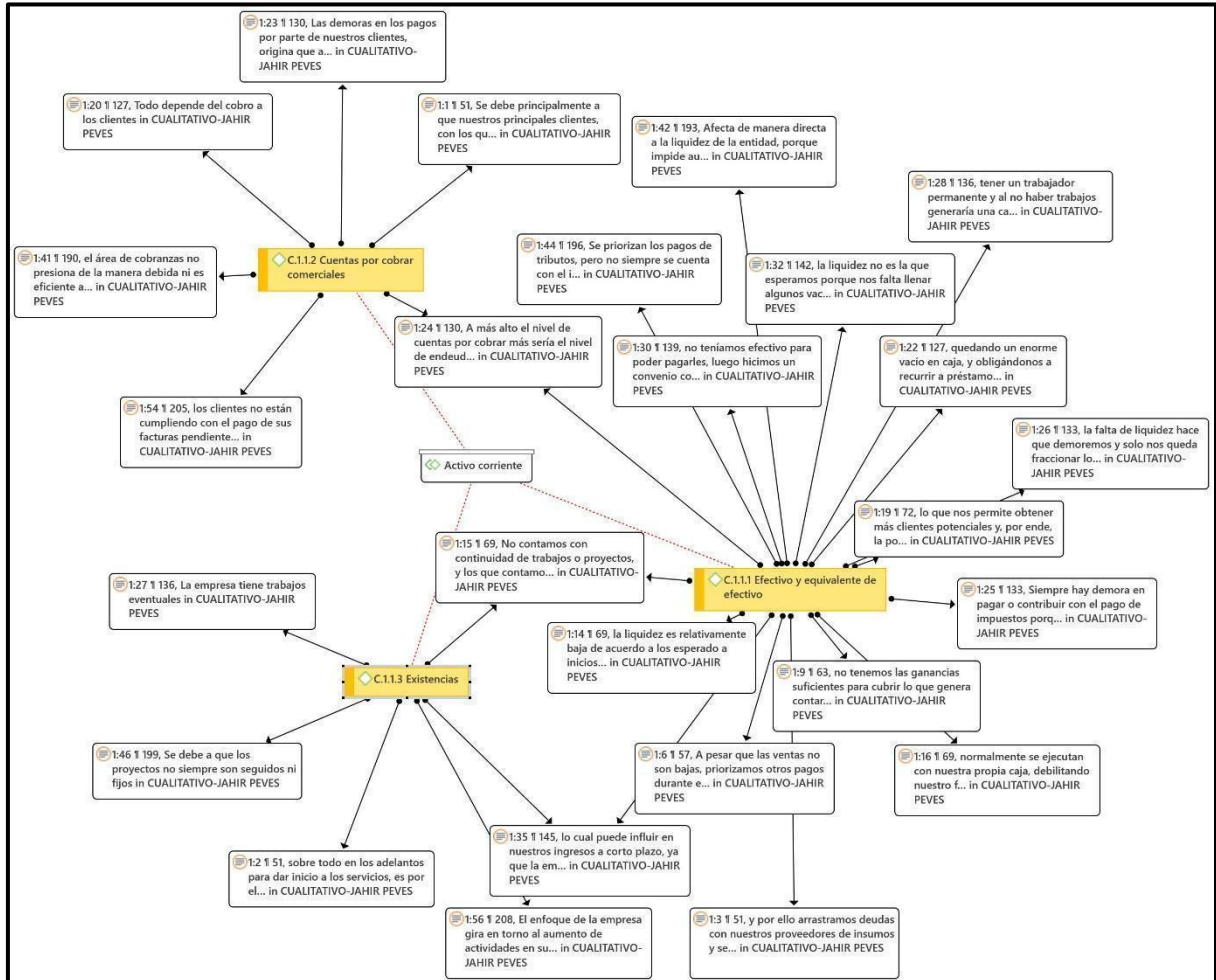 1:23 ¶ 130, Las demoras en los pagos
por parte de nuestros clientes,
origina que a... in CUALITATIVO-
JAHIR PEVES
1:20 ¶ 127, Todo depende del cobro a
los clientes in CUALITATIVO-JAHIR
PEVES
1:1 ¶ 51, Se debe principalmente a
que nuestros principales clientes,
con los qu... in CUALITATIVO-JAHIR
PEVES
1:42 ¶ 193, Afecta de manera directa
a la liquidez de la entidad, porque
impide au... in CUALITATIVO-JAHIR
PEVES
1:28 ¶ 136, tener un trabajador
permanente y al no haber trabajos
generaría una ca... in CUALITATIVO-
JAHIR PEVES
1:41 ¶ 190, el área de cobranzas no
presiona de la manera debida ni es
eficiente a... in CUALITATIVO-JAHIR
PEVES
C.1.1.2 Cuentas por cobrar
comerciales
1:44 ¶ 196, Se priorizan los pagos de
tributos, pero no siempre se cuenta
con el i... in CUALITATIVO-JAHIR
PEVES
1:32 ¶ 142, la liquidez no es la que
esperamos porque nos falta llenar
algunos vac... in CUALITATIVO-JAHIR
PEVES
1:24 ¶ 130, A más alto el nivel de
cuentas por cobrar más sería el nivel
de endeud... in CUALITATIVO-JAHIR
PEVES
1:30 ¶ 139, no teníamos efectivo para
poder pagarles, luego hicimos un
convenio co... in CUALITATIVO-JAHIR
PEVES
1:22 ¶ 127, quedando un enorme
vacío en caja, y obligándonos a
recurrir a préstamo... in
CUALITATIVO-JAHIR PEVES
1:54 ¶ 205, los clientes no están
cumpliendo con el pago de sus
facturas pendiente... in
CUALITATIVO-JAHIR PEVES
1:26 ¶ 133, la falta de liquidez hace
que demoremos y solo nos queda
fraccionar lo... in CUALITATIVO-
JAHIR PEVES
Activo corriente
1:19 ¶ 72, lo que nos permite obtener
más clientes potenciales y, por ende,
la po... in CUALITATIVO-JAHIR PEVES
1:15 ¶ 69, No contamos con
continuidad de trabajos o proyectos,
y los que contamo... in
CUALITATIVO-JAHIR PEVES
1:27 ¶ 136, La empresa tiene trabajos
eventuales in CUALITATIVO-JAHIR
PEVES
C.1.1.1 Efectivo y equivalente de
efectivo
1:25 ¶ 133, Siempre hay demora en
pagar o contribuir con el pago de
impuestos porq... in CUALITATIVO-
JAHIR PEVES
1:14 ¶ 69, la liquidez es relativamente
baja de acuerdo a los esperado a
inicios... in CUALITATIVO-JAHIR
PEVES
C.1.1.3 Existencias
1:9 ¶ 63, no tenemos las ganancias
suficientes para cubrir lo que genera
contar... in CUALITATIVO-JAHIR
PEVES
1:46 ¶ 199, Se debe a que los
proyectos no siempre son seguidos ni
fijos in CUALITATIVO-JAHIR PEVES
1:6 ¶ 57, A pesar que las ventas no
son bajas, priorizamos otros pagos
durante e... in CUALITATIVO-JAHIR
PEVES
1:16 ¶ 69, normalmente se ejecutan
con nuestra propia caja, debilitando
nuestro f... in CUALITATIVO-JAHIR
PEVES
1:35 ¶ 145, lo cual puede influir en
nuestros ingresos a corto plazo, ya
que la em... in CUALITATIVO-JAHIR
PEVES
1:2 ¶ 51, sobre todo en los adelantos
para dar inicio a los servicios, es por
el... in CUALITATIVO-JAHIR PEVES
1:56 ¶ 208, El enfoque de la empresa
gira en torno al aumento de
actividades en su... in
CUALITATIVO-JAHIR PEVES
1:3 ¶ 51, y por ello arrastramos deudas
con nuestros proveedores de insumos
y se... in CUALITATIVO-JAHIR PEVES